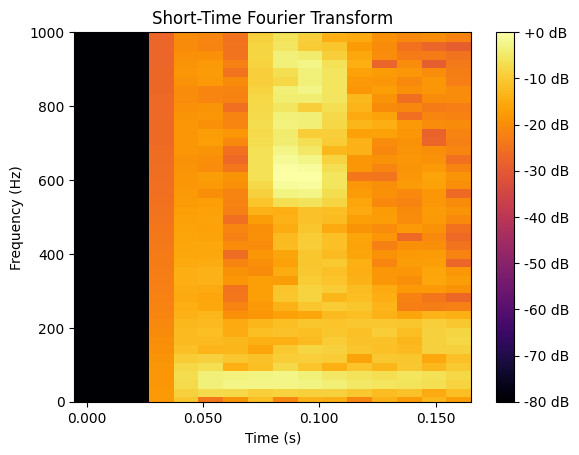 Short-Time Fourier Transform
1000
800
600
400
200
0
Frequency (Hz)
0.000
0.050
0.100
0.150
Time (s)
+0 dB
-10 dB
-20 dB
-30 dB
-40 dB
-50 dB
-60 dB
-70 dB
-80 dB